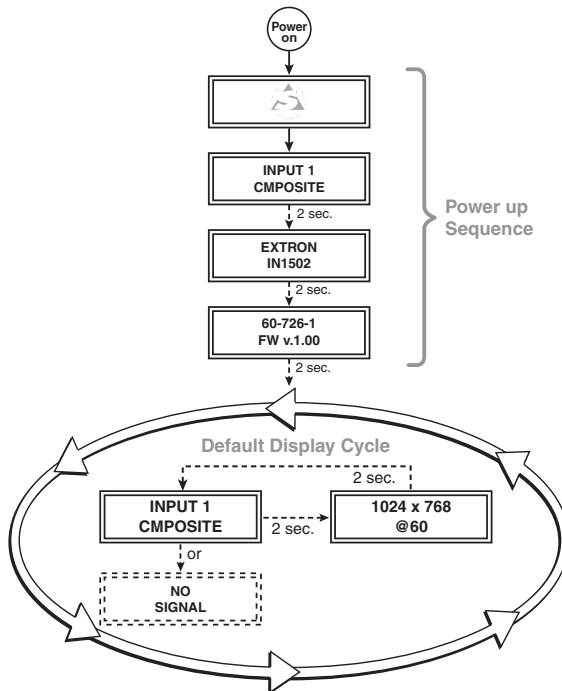 Power
on
INPUT 1
CMPOSITE
2 sec.
EXTRON
IN1502
2 sec.
60-726-1
FW v.1.00
2 sec.
Power up
Sequence
Default Display Cycle
2 sec.
INPUT 1
CMPOSITE
2 sec.
1024 x 768
@60
or
NO
SIGNAL